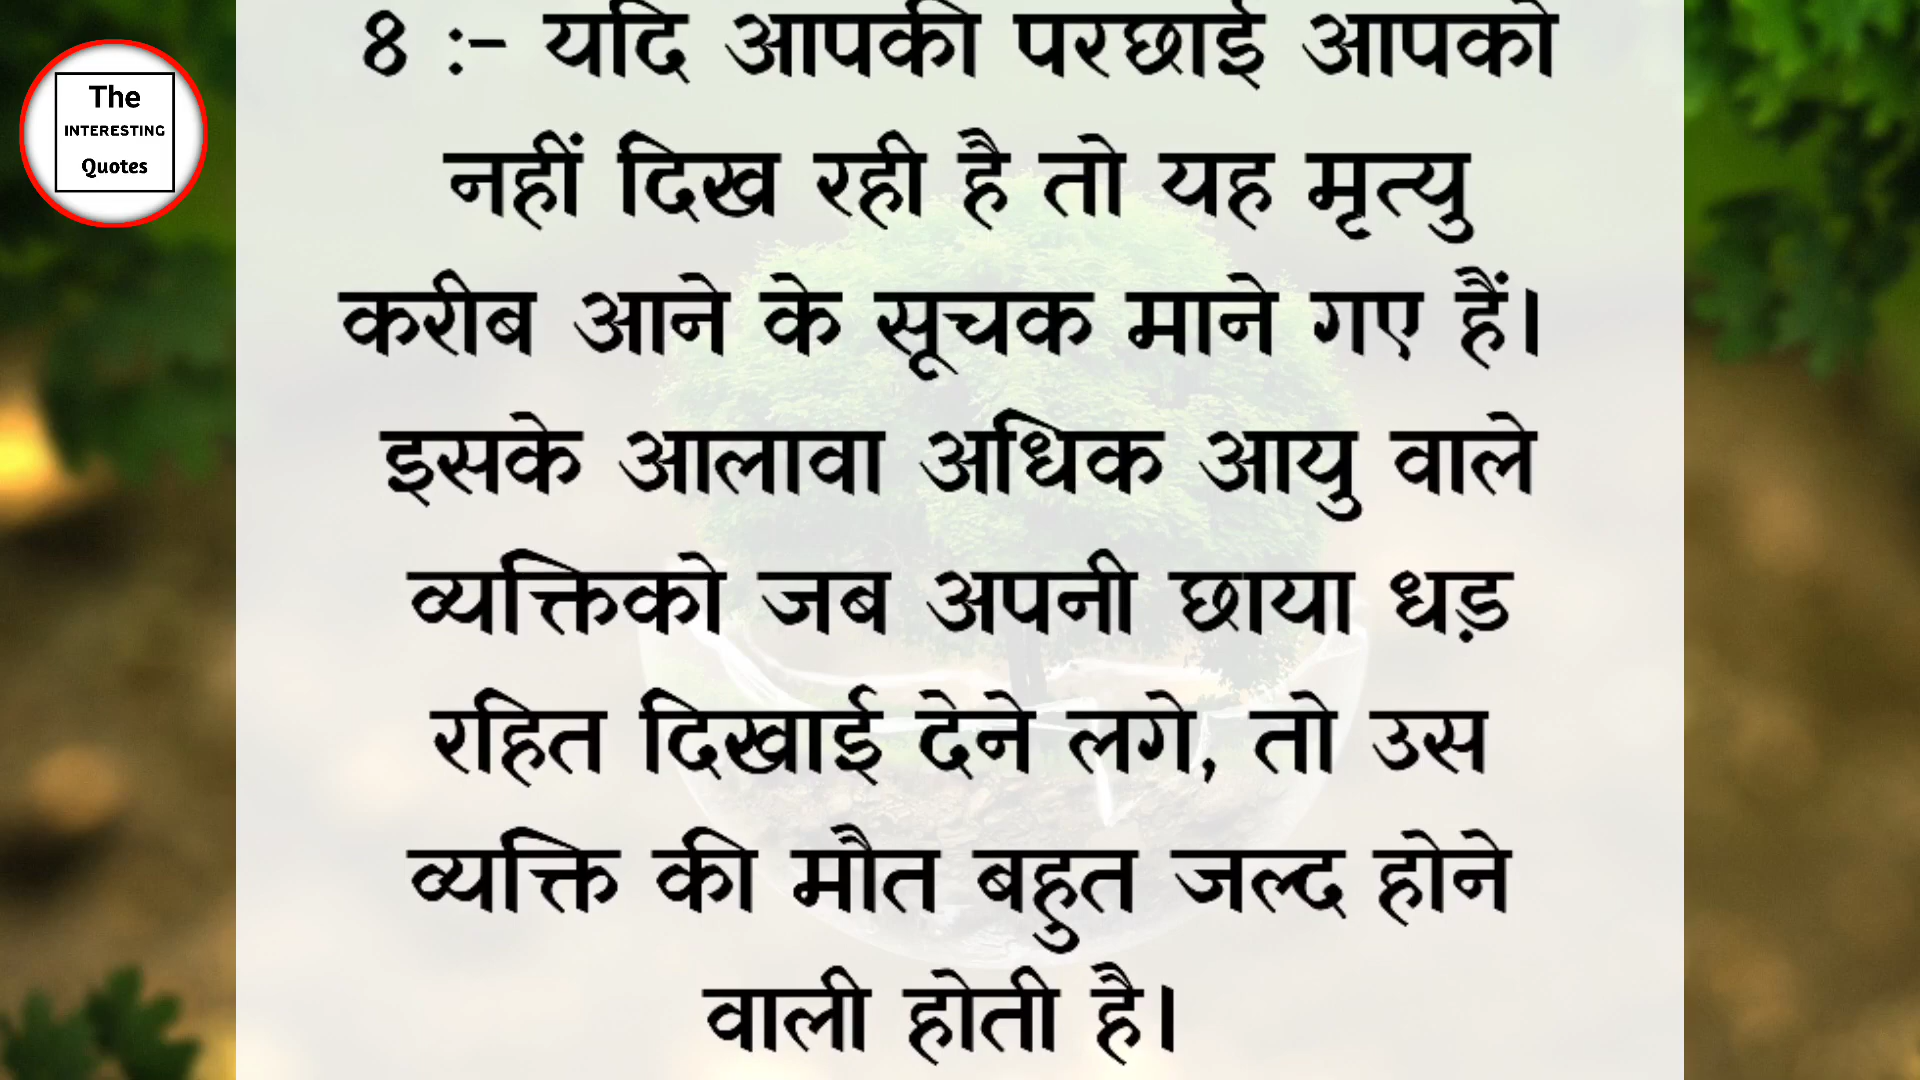 The
INTERESTING
Quotes
8 :- यदि आपकी परछाई आपको
नहीं दिख रही है तो यह मृत्यु
करीब आने के सूचक माने गए हैं।
इसके आलावा अधिक आयु वाले
व्यक्तिको जब अपनी छाया धड़
रहित दिखाई देने लगे, तो उस
व्यक्ति की मौत बहुत जल्द होने
वाली होती है।